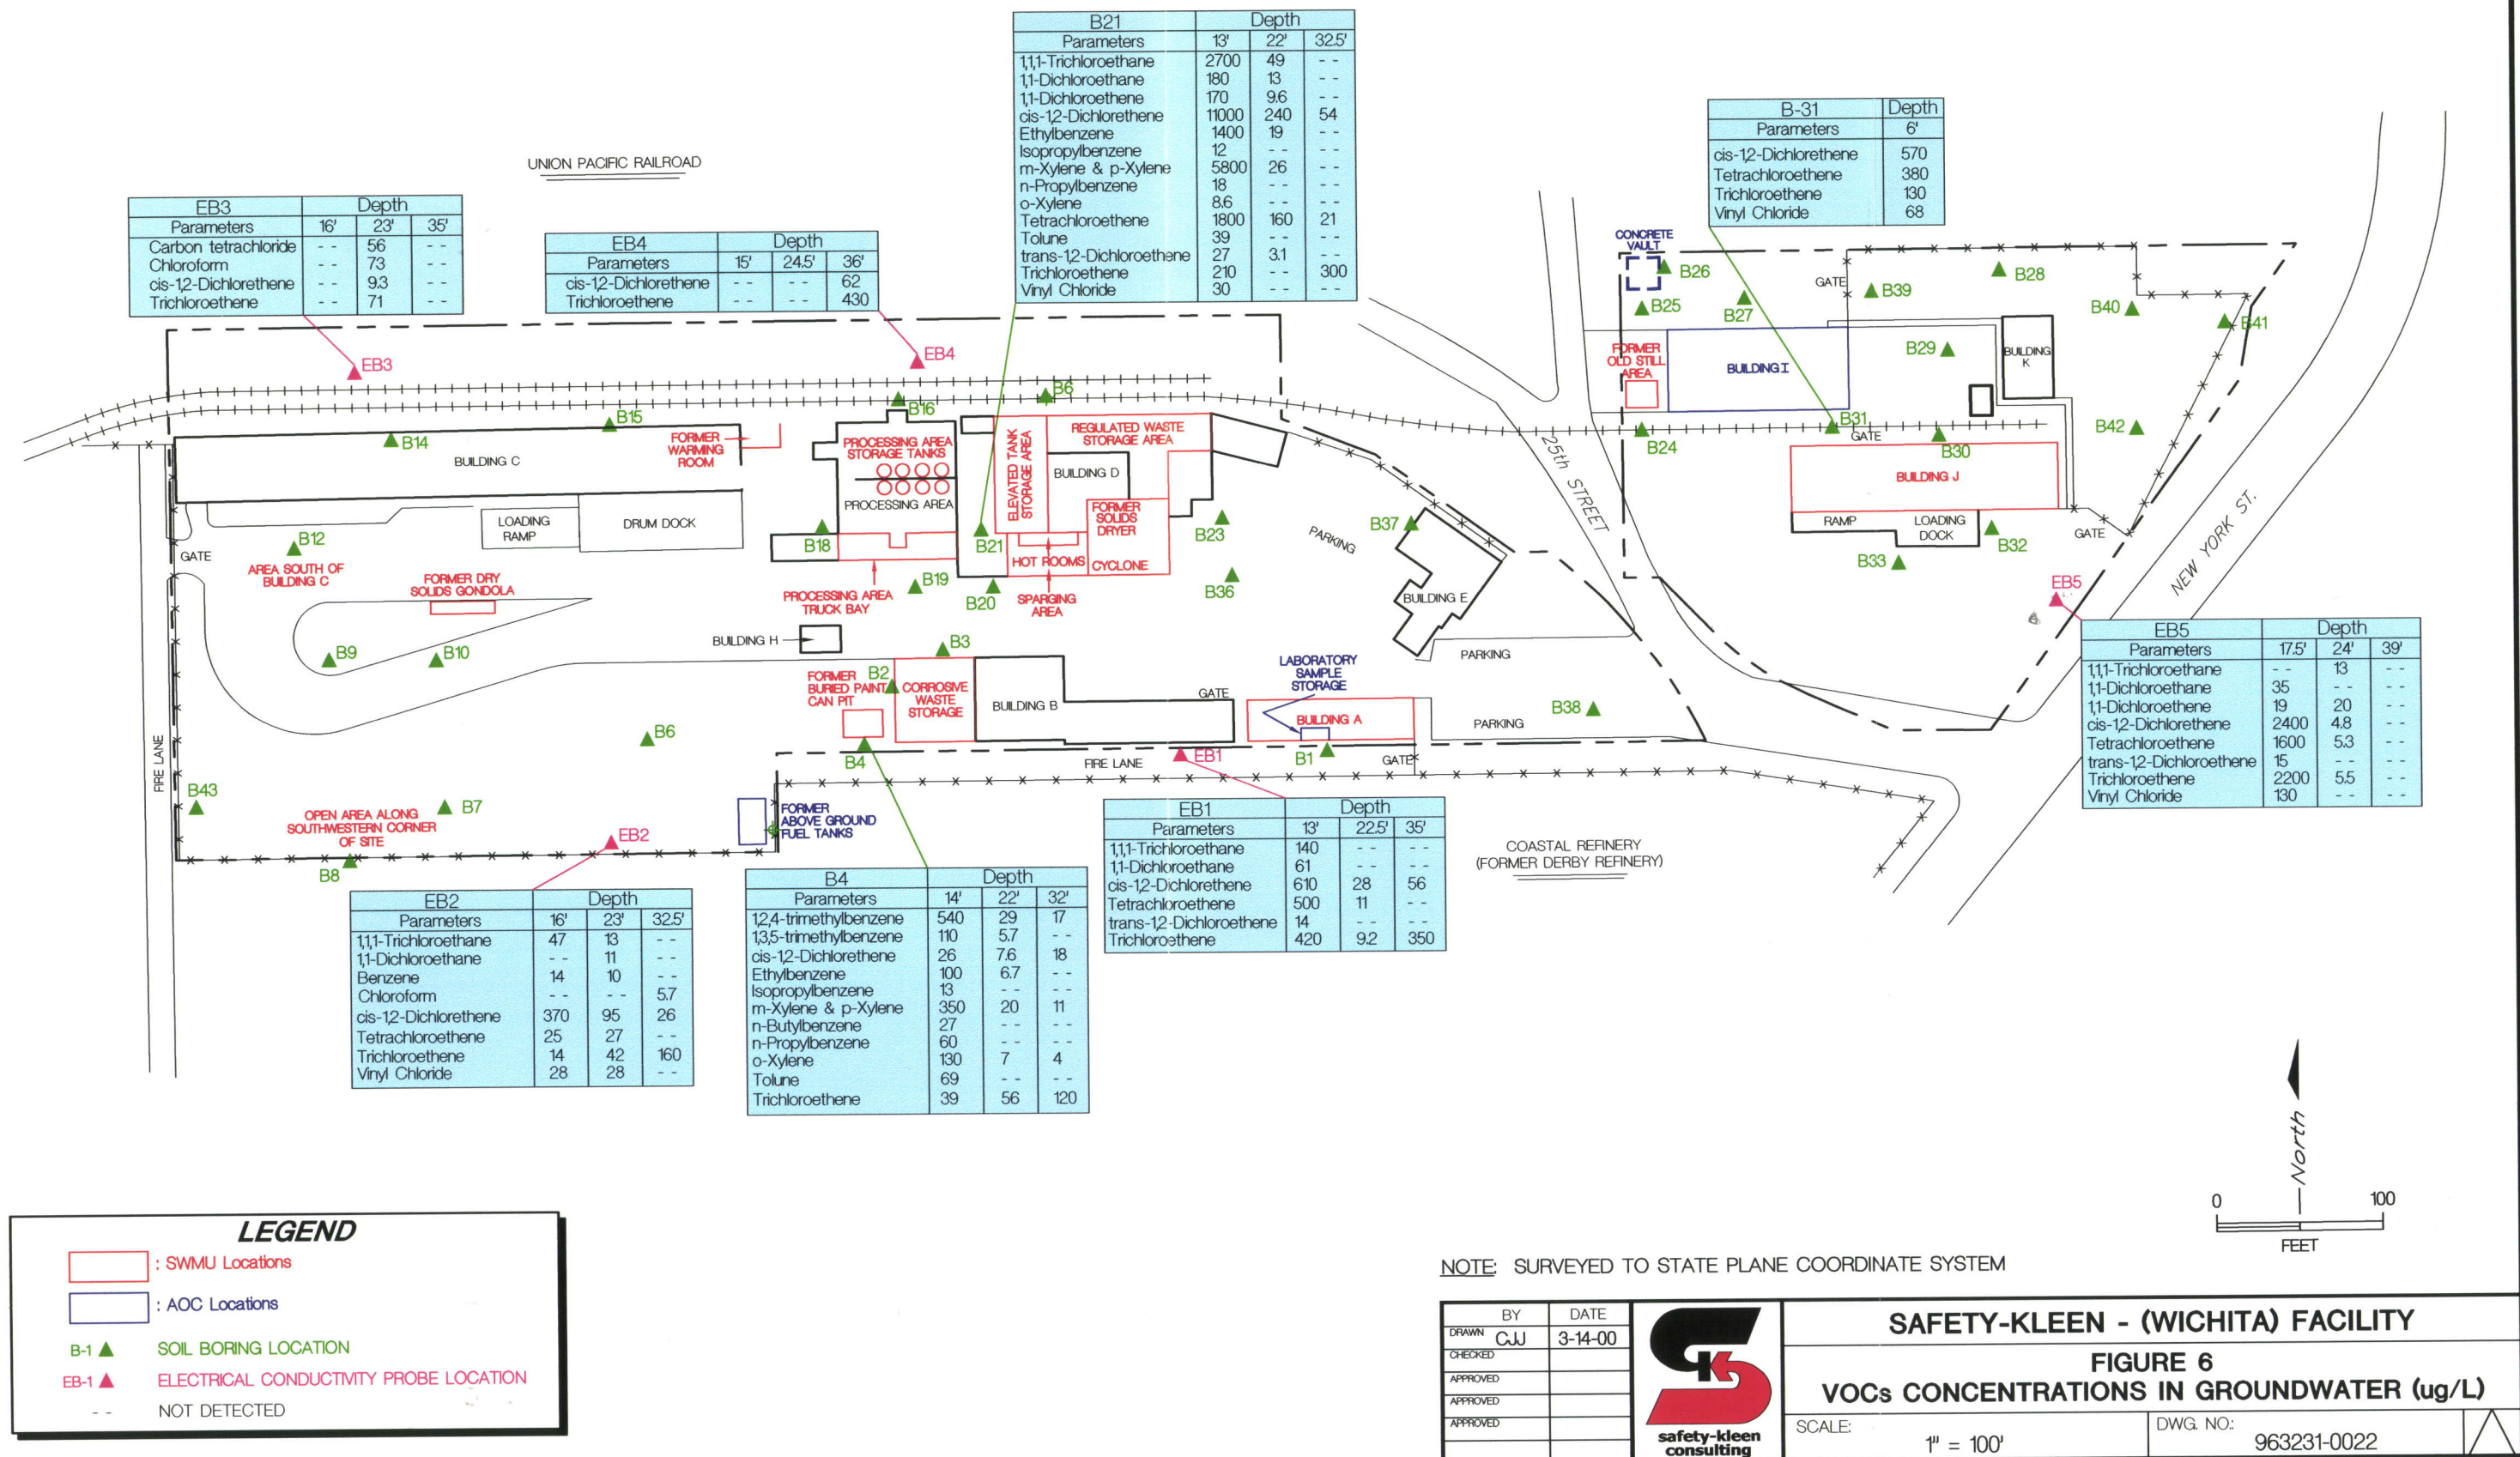 B21 Depth
Parameters 13' 22' 32.5'
1,1,1-Trichloroethane 2700 49 - -
1,1-Dichloroethane 180 13 - -
1,1-Dichloroethene 170 9.6 - -
cis-1,2-Dichlorethene 11000 240 54
Ethylbenzene 1400 19 - -
Isopropylbenzene 12 - - - -
m-Xylene & p-Xylene 5800 26 - -
n-Propylbenzene 18 - - - -
o-Xylene 8.6 - - - -
Tetrachloroethene 1800 160 21
Tolune 39 - - - -
trans-1,2-Dichloroethene 27 3.1 - -
Trichloroethene 210 - - 300
Vinyl Chloride 30 - - - -
B-31 Depth
Parameters 6'
cis-1,2-Dichlorethene 570
Tetrachloroethene 380
Trichloroethene 130
Vinyl Chloride 68
UNION PACIFIC RAILROAD
EB3 Depth
Parameters 16' 23' 35'
Carbon tetrachloride - - 56 - -
Chloroform - - 73 - -
cis-1,2-Dichlorethene - - 9.3 - -
Trichloroethene - - 71 - -
EB4 Depth
Parameters 15' 24.5' 36'
cis-1,2-Dichlorethene - - - - 62
Trichloroethene - - - - 430
CONCRETE
VAULT
B26
B25
B27
GATE
B39
B28
B40
B41
EB3
EB4
FORMER
OLD STILL
AREA
BUILDING I
B29
BUILDING
K
B14
B15
B16
B6
B24
B31
GATE
B30
B42
BUILDING C
FORMER
WARMING
ROOM
PROCESSING AREA
STORAGE TANKS
PROCESSING AREA
ELEVATED TANK
STORAGE AREA
REGULATED WASTE
STORAGE AREA
BUILDING D
FORMER
SOLIDS
DRYER
25th STREET
BUILDING J
LOADING
RAMP
DRUM DOCK
B18
B21
HOT ROOMS
CYCLONE
B23
PARKING
B37
RAMP
LOADING
DOCK
B32
B33
GATE
NEW YORK ST.
GATE
B12
AREA SOUTH OF
BUILDING C
FORMER DRY
SOLIDS GONDOLA
PROCESSING AREA
TRUCK BAY
B19
B20
SPARGING
AREA
B36
BUILDING E
EB5
BUILDING H
B9
B10
B3
FORMER
BURIED PAINT
CAN PIT
B2
CORROSIVE
WASTE
STORAGE
BUILDING B
GATE
LABORATORY
SAMPLE
STORAGE
BUILDING A
PARKING
PARKING
B38
EB5 Depth
Parameters 17.5' 24' 39'
1,1,1-Trichloroethane - - 13 - -
1,1-Dichloroethane 35 - - - -
1,1-Dichloroethene 19 20 - -
cis-1,2-Dichlorethene 2400 4.8 - -
Tetrachloroethene 1600 5.3 - -
trans-1,2-Dichloroethene 15 - - - -
Trichloroethene 2200 5.5 - -
Vinyl Chloride 130 - - - -
FIRE LANE
B6
B4
FIRE LANE
EB1
B1
GATE
B43
OPEN AREA ALONG
SOUTHWESTERN CORNER
OF SITE
B7
B8
EB2
FORMER
ABOVE GROUND
FUEL TANKS
EB1 Depth
Parameters 13' 22.5' 35'
1,1,1-Trichloroethane 140 - - - -
1,1-Dichloroethane 61 - - - -
cis-1,2-Dichlorethene 610 28 56
Tetrachloroethene 500 11 - -
trans-1,2-Dichloroethene 14 - - - -
Trichloroethene 420 9.2 350
COASTAL REFINERY
(FORMER DERBY REFINERY)
EB2 Depth
Parameters 16' 23' 32.5'
1,1,1-Trichloroethane 47 13 - -
1,1-Dichloroethane - - 11 - -
Benzene 14 10 - -
Chloroform - - - - 5.7
cis-1,2-Dichlorethene 370 95 26
Tetrachloroethene 25 27 - -
Trichloroethene 14 42 160
Vinyl Chloride 28 28 - -
B4 Depth
Parameters 14' 22' 32'
1,2,4-trimethylbenzene 540 29 17
1,3,5-trimethylbenzene 110 5.7 - -
cis-1,2-Dichlorethene 26 7.6 18
Ethylbenzene 100 6.7 - -
Isopropylbenzene 13 - - - -
m-Xylene & p-Xylene 350 20 11
n-Butylbenzene 27 - - - -
n-Propylbenzene 60 - - - -
o-Xylene 130 7 4
Tolune 69 - - - -
Trichloroethene 39 56 120
North
0 100
FEET
LEGEND
: SWMU Locations
: AOC Locations
B-1 SOIL BORING LOCATION
EB-1 ELECTRICAL CONDUCTIVITY PROBE LOCATION
- - NOT DETECTED
NOTE: SURVEYED TO STATE PLANE COORDINATE SYSTEM
BY DATE
DRAWN CJJ 3-14-00
CHECKED
APPROVED
APPROVED
APPROVED
safety-kleen
consulting
SAFETY-KLEEN - (WICHITA) FACILITY
FIGURE 6
VOCs CONCENTRATIONS IN GROUNDWATER (ug/L)
SCALE: 1" = 100'
DWG. NO.: 963231-0022